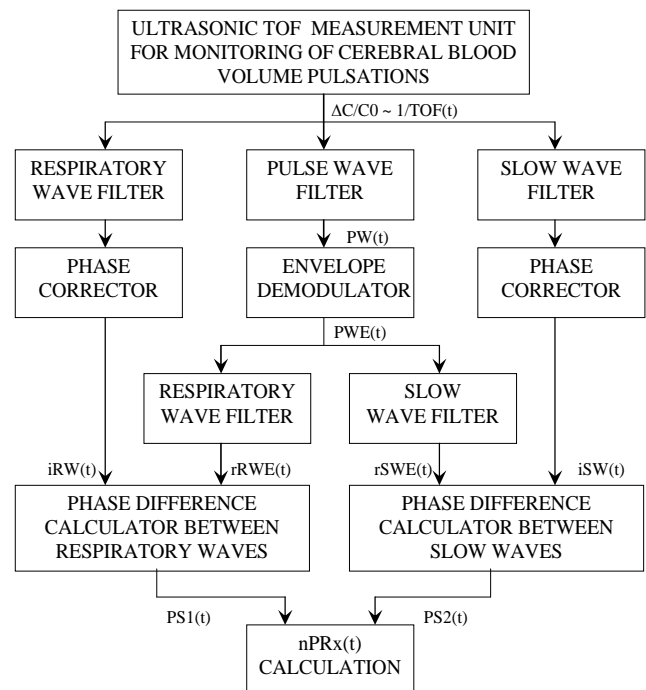 ULTRASONIC TOF MEASUREMENT UNIT
FOR MONITORING OF CEREBRAL BLOOD
VOLUME PULSATIONS
ΔC/C0 ~ 1/TOF(t)
RESPIRATORY
WAVE FILTER
PULSE WAVE
FILTER
SLOW WAVE
FILTER
PW(t)
PHASE
CORRECTOR
ENVELOPE
DEMODULATOR
PHASE
CORRECTOR
PWE(t)
RESPIRATORY
WAVE FILTER
SLOW
WAVE FILTER
iRW(t)
rRWE(t)
rSWE(t)
iSW(t)
PHASE DIFFERENCE
CALCULATOR BETWEEN
RESPIRATORY WAVES
PHASE DIFFERENCE
CALCULATOR BETWEEN
SLOW WAVES
PS1(t)
PS2(t)
nPRx(t)
CALCULATION